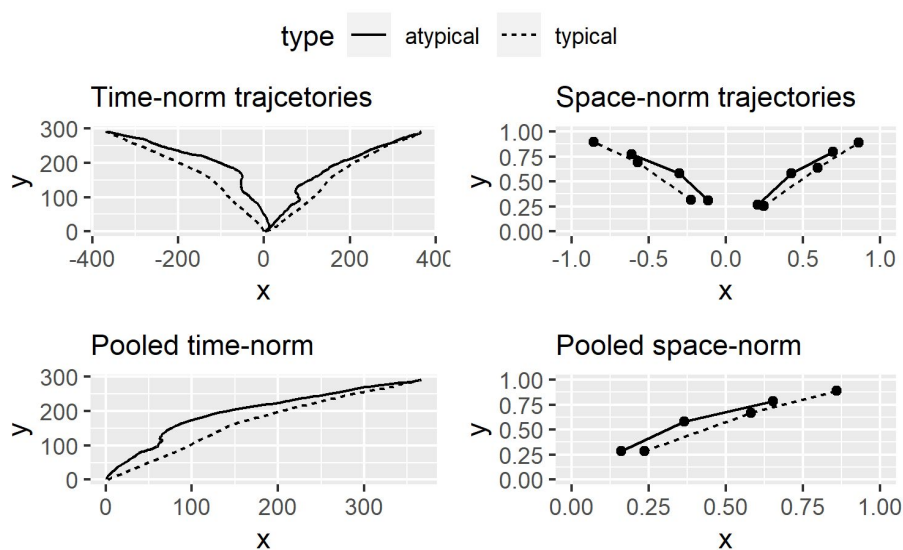 type atypical typical
Time-norm trajcetories
300
200
100
0
y
-400 -200 0 200 400
x
Space-norm trajectories
1.00
0.75
0.50
0.25
0.00
y
-1.0 -0.5 0.0 0.5 1.0
x
Pooled time-norm
300
200
100
0
y
0 100 200 300
x
Pooled space-norm
1.00
0.75
0.50
0.25
0.00
y
0.00 0.25 0.50 0.75 1.00
x